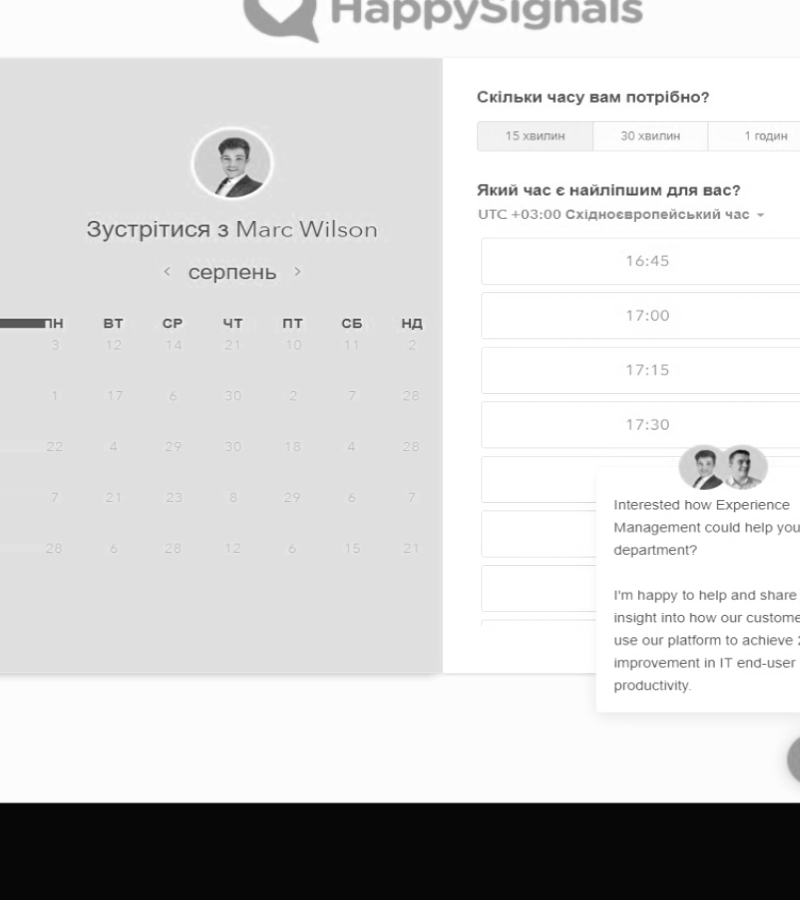 HappySignals
Зустрітися з Marc Wilson
серпень
ПН ВТ СР ЧТ ПТ СБ НД
3 12 14 21 10 11 2
1 17 6 30 2 7 28
22 4 29 30 18 4 28
7 21 23 8 29 6 7
28 6 28 12 6 15 21
Скільки часу вам потрібно?
15 хвилин 30 хвилин 1 годин
Який час є найліпшим для вас?
UTC +03:00 Східноєвропейський час
16:45
17:00
17:15
17:30
Interested how Experience
Management could help you
department?
I'm happy to help and share
insight into how our custome
use our platform to achieve
improvement in IT end-user
productivity.